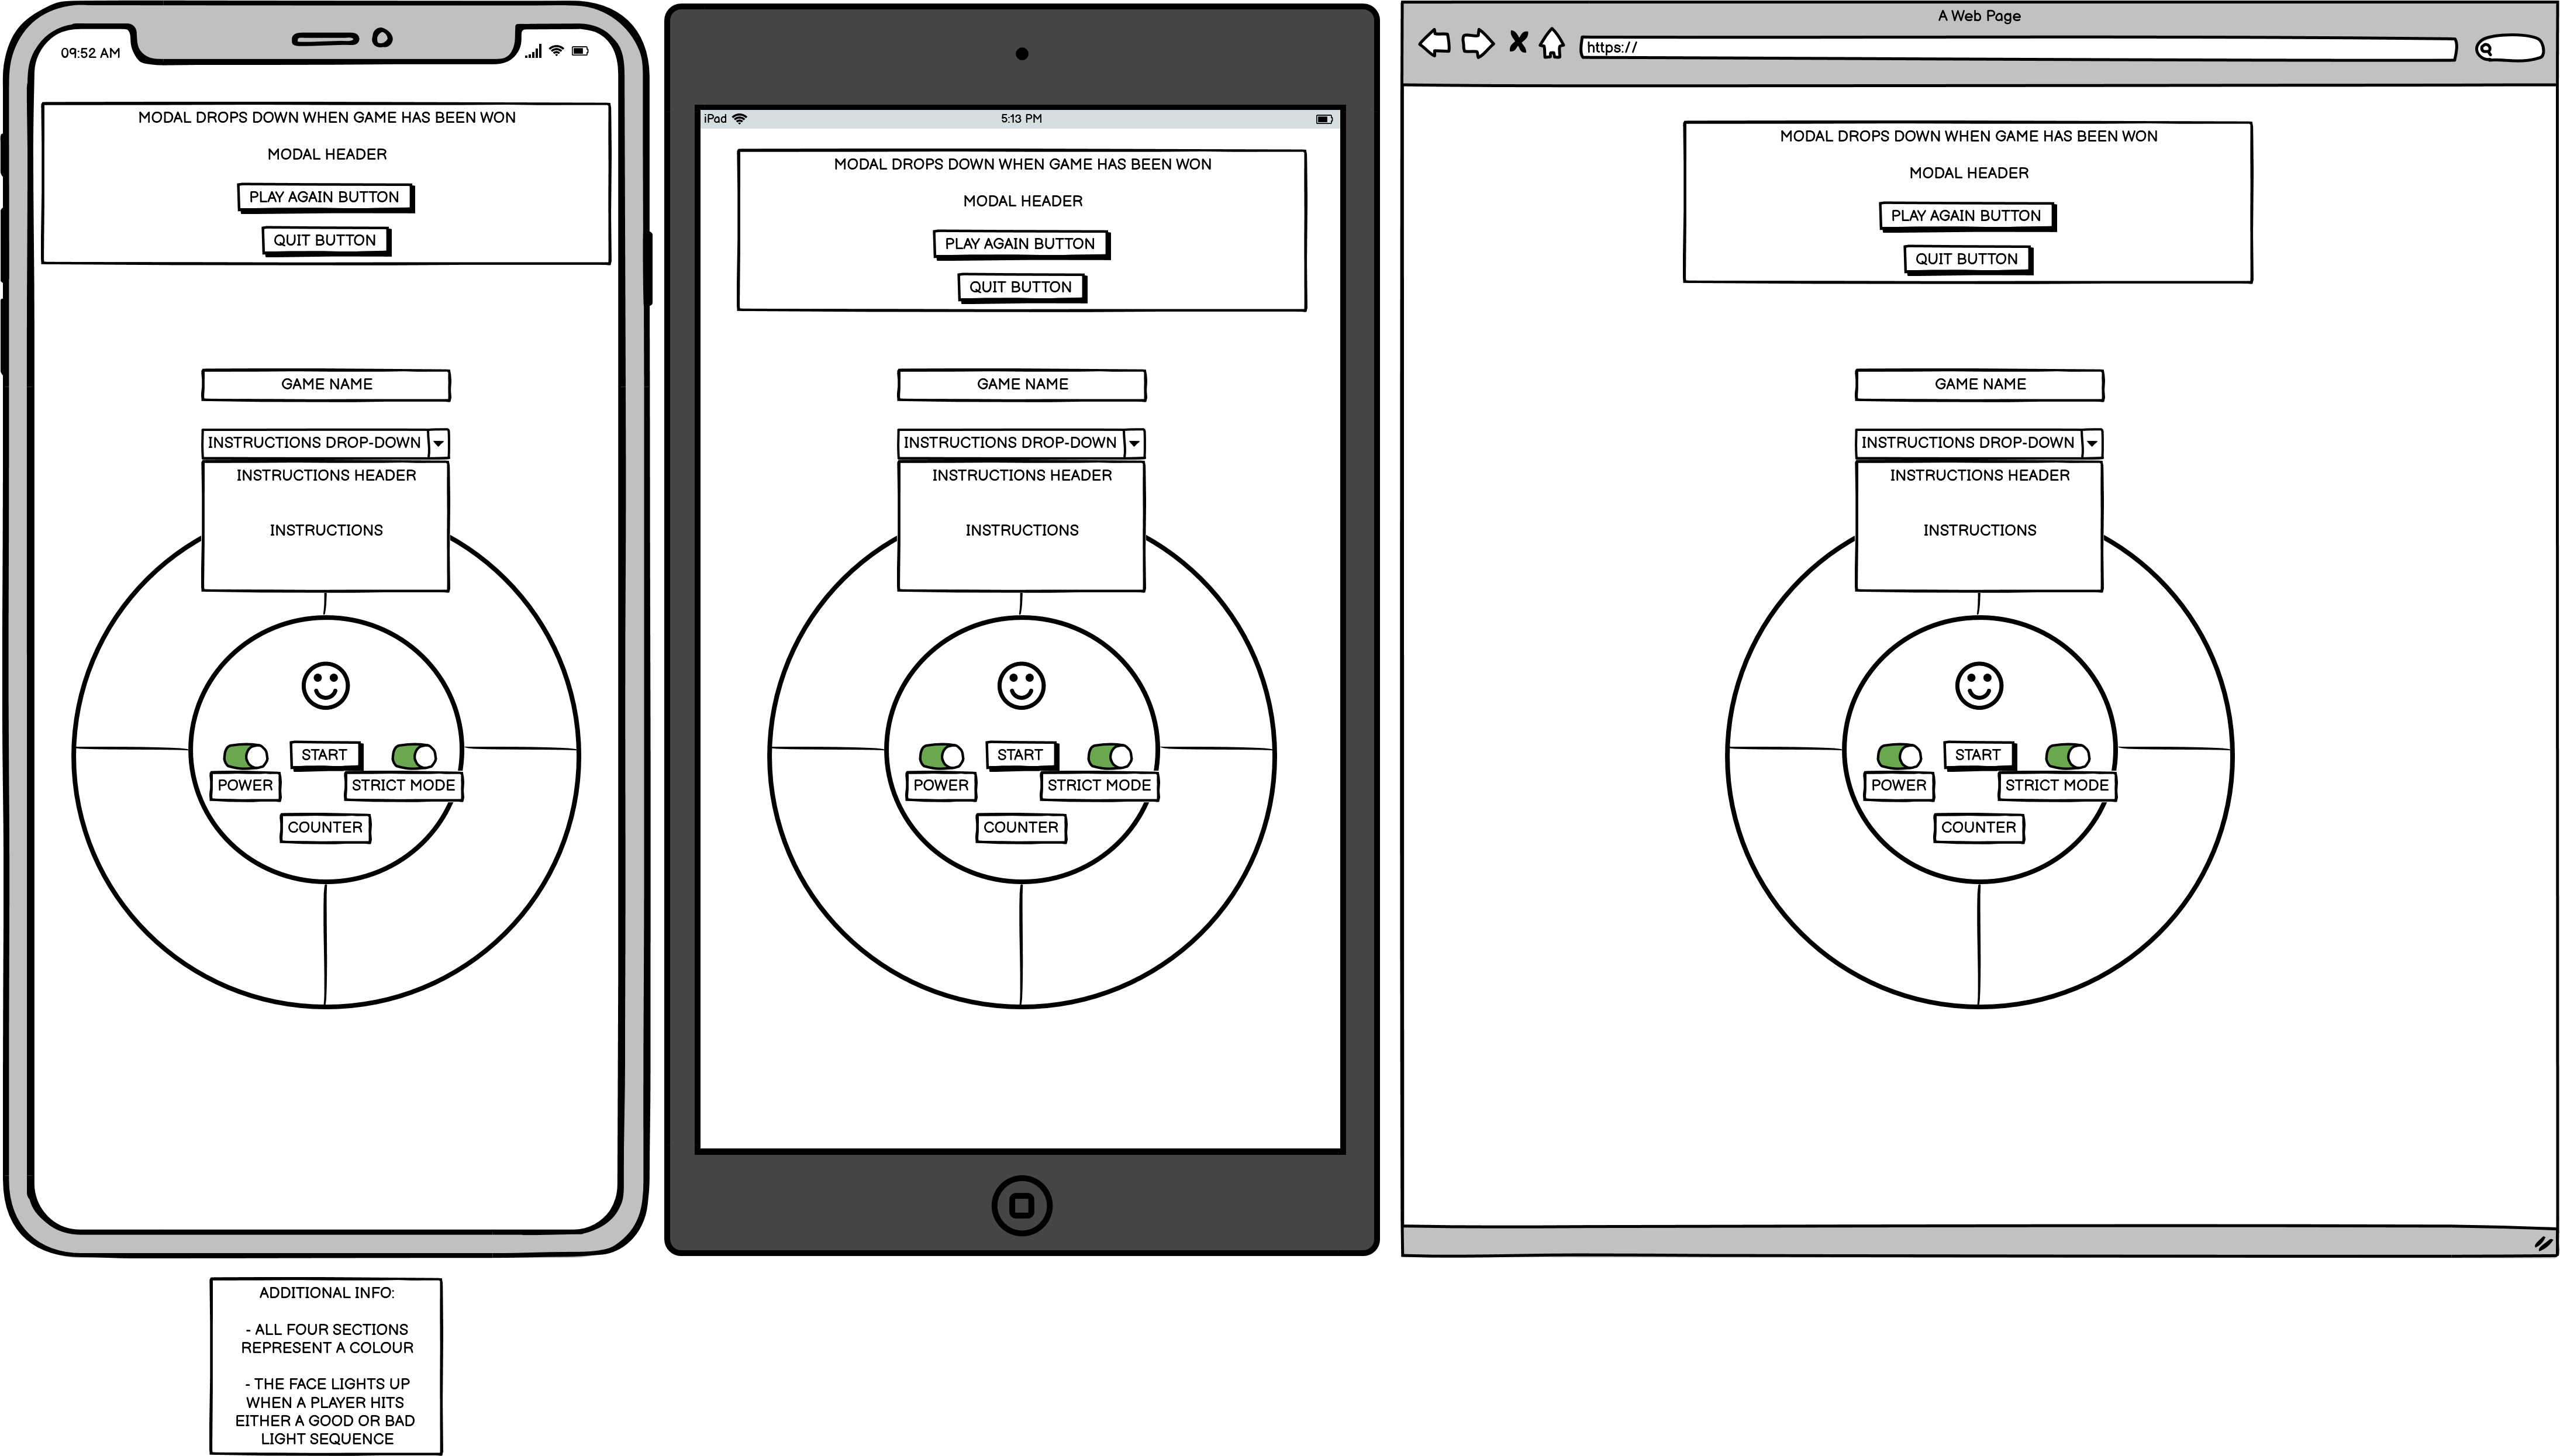 09:52 AM
MODAL DROPS DOWN WHEN GAME HAS BEEN WON
MODAL HEADER
PLAY AGAIN BUTTON
QUIT BUTTON
GAME NAME
INSTRUCTIONS DROP-DOWN
INSTRUCTIONS HEADER
INSTRUCTIONS
START
POWER
STRICT MODE
COUNTER
ADDITIONAL INFO:
- ALL FOUR SECTIONS
REPRESENT A COLOUR
- THE FACE LIGHTS UP
WHEN A PLAYER HITS
EITHER A GOOD OR BAD
LIGHT SEQUENCE
iPad
5:13 PM
MODAL DROPS DOWN WHEN GAME HAS BEEN WON
MODAL HEADER
PLAY AGAIN BUTTON
QUIT BUTTON
GAME NAME
INSTRUCTIONS DROP-DOWN
INSTRUCTIONS HEADER
INSTRUCTIONS
START
POWER
STRICT MODE
COUNTER
A Web Page
https://
MODAL DROPS DOWN WHEN GAME HAS BEEN WON
MODAL HEADER
PLAY AGAIN BUTTON
QUIT BUTTON
GAME NAME
INSTRUCTIONS DROP-DOWN
INSTRUCTIONS HEADER
INSTRUCTIONS
START
POWER
STRICT MODE
COUNTER